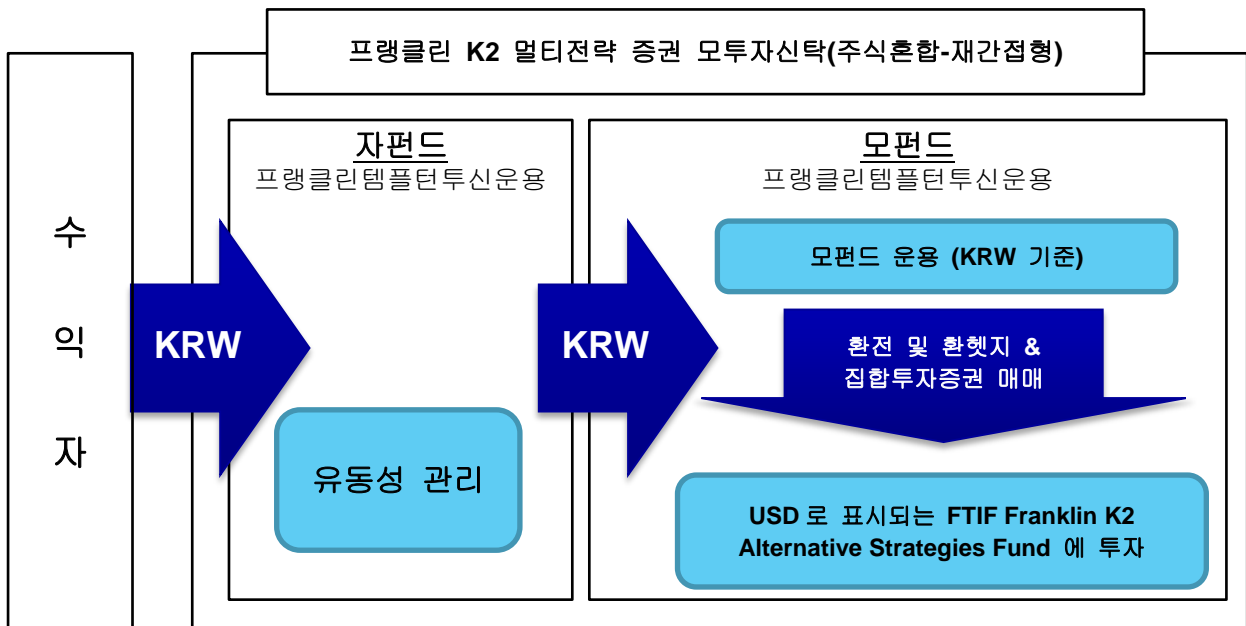 프랭클린 K2 멀티전략 증권 모투자신탁(주식혼합-재간접형)
수
익
자
KRW
자펀드
프랭클린템플턴투신운용
유동성 관리
KRW
모펀드
프랭클린템플턴투신운용
모펀드 운용 (KRW 기준)
환전 및 환헷지 &
집합투자증권 매매
USD 로 표시되는 FTIF Franklin K2
Alternative Strategies Fund 에 투자